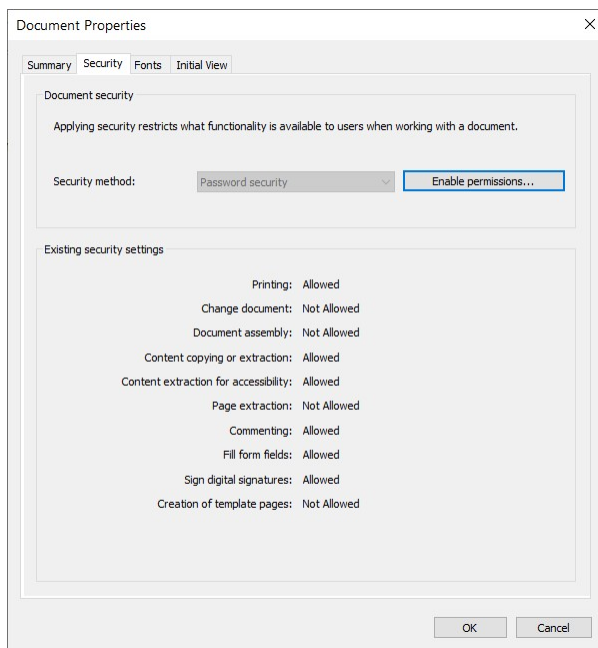 Document Properties
Summary Security Fonts Initial View
Document security
Applying security restricts what functionality is available to users when working with a document.
Security method: Password security Enable permissions...
Existing security settings
Printing: Allowed
Change document: Not Allowed
Document assembly: Not Allowed
Content copying or extraction: Allowed
Content extraction for accessibility: Allowed
Page extraction: Not Allowed
Commenting: Allowed
Fill form fields: Allowed
Sign digital signatures: Allowed
Creation of template pages: Not Allowed
OK Cancel